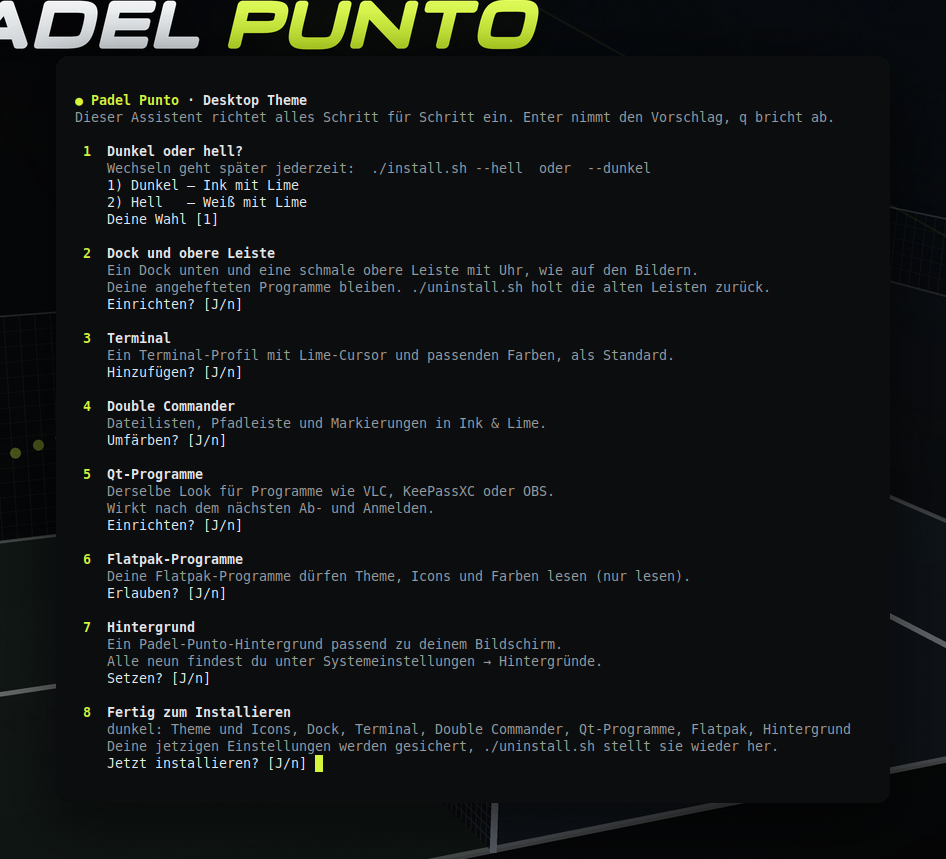 ADEL PUNTO
● Padel Punto · Desktop Theme
Dieser Assistent richtet alles Schritt für Schritt ein. Enter nimmt den Vorschlag, q bricht ab.
1 Dunkel oder hell?
Wechseln geht später jederzeit: ./install.sh --hell oder --dunkel
1) Dunkel — Ink mit Lime
2) Hell — Weiß mit Lime
Deine Wahl [1]
2 Dock und obere Leiste
Ein Dock unten und eine schmale obere Leiste mit Uhr, wie auf den Bildern.
Deine angehefteten Programme bleiben. ./uninstall.sh holt die alten Leisten zurück.
Einrichten? [J/n]
3 Terminal
Ein Terminal-Profil mit Lime-Cursor und passenden Farben, als Standard.
Hinzufügen? [J/n]
4 Double Commander
Dateilisten, Pfadleiste und Markierungen in Ink & Lime.
Umfärben? [J/n]
5 Qt-Programme
Derselbe Look für Programme wie VLC, KeePassXC oder OBS.
Wirkt nach dem nächsten Ab- und Anmelden.
Einrichten? [J/n]
6 Flatpak-Programme
Deine Flatpak-Programme dürfen Theme, Icons und Farben lesen (nur lesen).
Erlauben? [J/n]
7 Hintergrund
Ein Padel-Punto-Hintergrund passend zu deinem Bildschirm.
Alle neun findest du unter Systemeinstellungen → Hintergründe.
Setzen? [J/n]
8 Fertig zum Installieren
dunkel: Theme und Icons, Dock, Terminal, Double Commander, Qt-Programme, Flatpak, Hintergrund
Deine jetzigen Einstellungen werden gesichert, ./uninstall.sh stellt sie wieder her.
Jetzt installieren? [J/n]